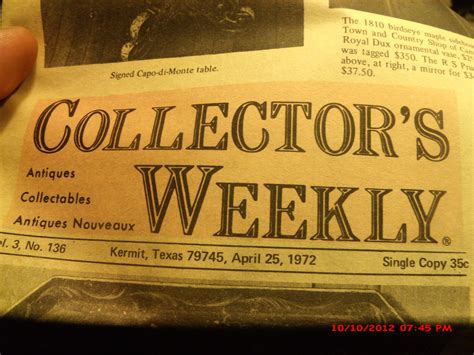 The 1810 birdseye maple
Town and Country Shop of
Royal Dux ornamental vase,
was tagged $350. The R S
above, at right, a mirror for
$37.50.
Signed Capo-di-Monte table.
COLLECTOR'S
WEEKLY®
Antiques
Collectables
Antiques Nouveaux
l. 3, No. 136
Kermit, Texas 79745, April 25, 1972
Single Copy 35c
10/10/2012 07:45 PM